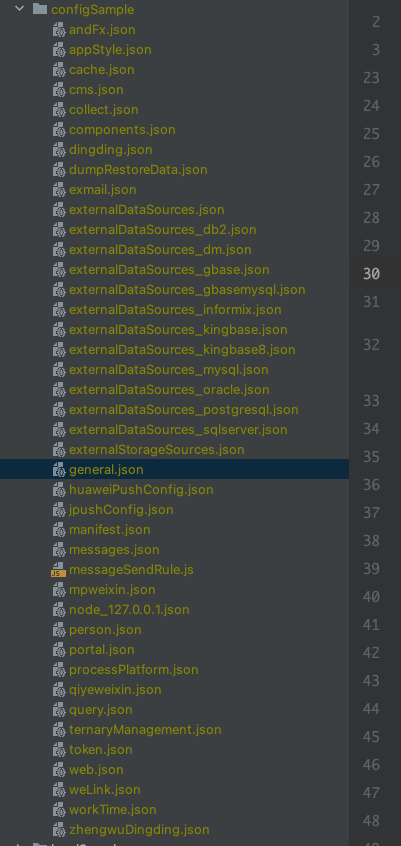 configSample
andFx.json
appStyle.json
cache.json
cms.json
collect.json
components.json
dingding.json
dumpRestoreData.json
exmail.json
externalDataSources.json
externalDataSources_db2.json
externalDataSources_dm.json
externalDataSources_gbase.json
externalDataSources_gbasemysql.json
externalDataSources_informix.json
externalDataSources_kingbase.json
externalDataSources_kingbase8.json
externalDataSources_mysql.json
externalDataSources_oracle.json
externalDataSources_postgresql.json
externalDataSources_sqlserver.json
externalStorageSources.json
general.json
huaweiPushConfig.json
jpushConfig.json
manifest.json
messages.json
JS messageSendRule.js
mpweixin.json
node_127.0.0.1.json
person.json
portal.json
processPlatform.json
qiyeweixin.json
query.json
ternaryManagement.json
token.json
web.json
weLink.json
workTime.json
zhengwuDingding.json
2
3
23
24
25
26
27
28
29
30
31
32
33
34
35
36
37
38
39
40
41
42
43
44
45
46
47
48